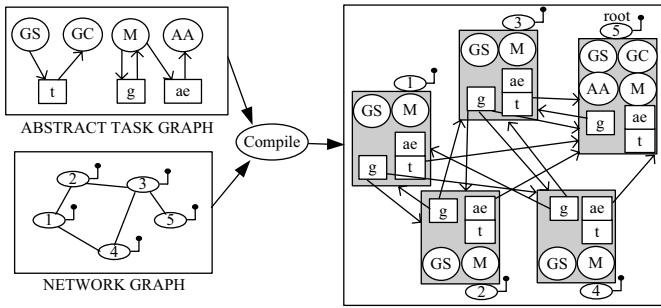 GS GC M AA
t g ae
ABSTRACT TASK GRAPH
2 3
1 5
4
NETWORK GRAPH
Compile
1
GS M
ae
g t
3
GS M
ae
g t
root
5
GS GC
AA M
ae
g
t
g ae
t
GS M
2
g ae
t
GS M
4